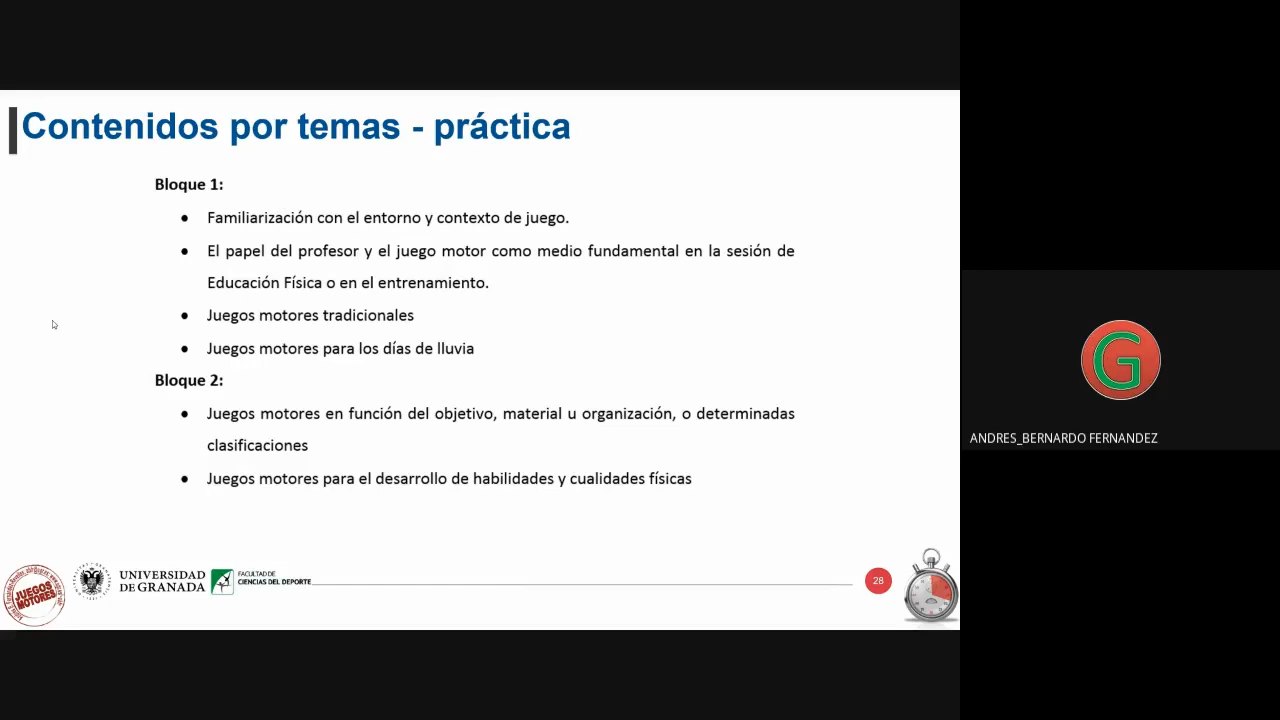 Contenidos por temas - práctica
Bloque 1:
● Familiarización con el entorno y contexto de juego.
● El papel del profesor y el juego motor como medio fundamental en la sesión de
Educación Física o en el entrenamiento.
● Juegos motores tradicionales
● Juegos motores para los días de lluvia
Bloque 2:
● Juegos motores en función del objetivo, material u organización, o determinadas
clasificaciones
● Juegos motores para el desarrollo de habilidades y cualidades físicas
JUEGOS
MOTORES
UNIVERSIDAD
DE GRANADA
FACULTAD DE
CIENCIAS DEL DEPORTE
28
G
ANDRES_BERNARDO FERNANDEZ